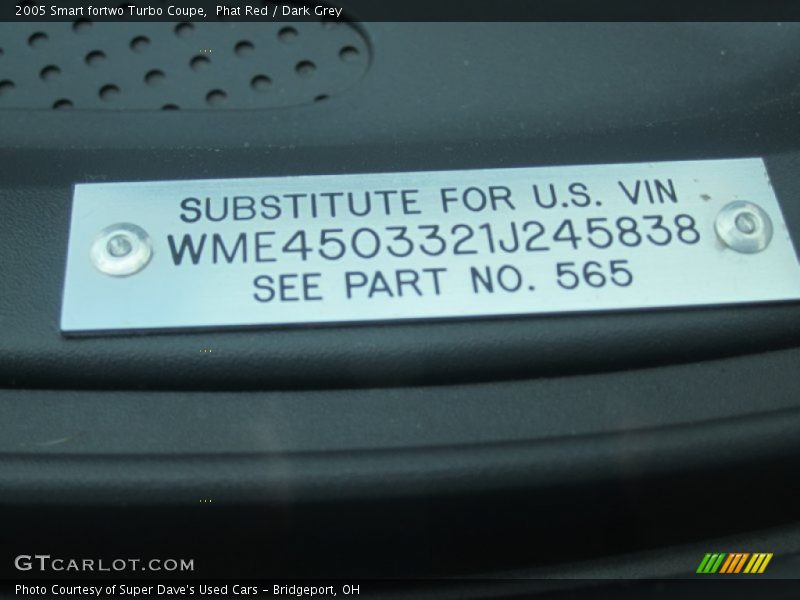 2005 Smart fortwo Turbo Coupe, Phat Red / Dark Grey
SUBSTITUTE FOR U.S. VIN
WME4503321J245838
SEE PART NO. 565
GTCARLOT.COM
Photo Courtesy of Super Dave's Used Cars - Bridgeport, OH